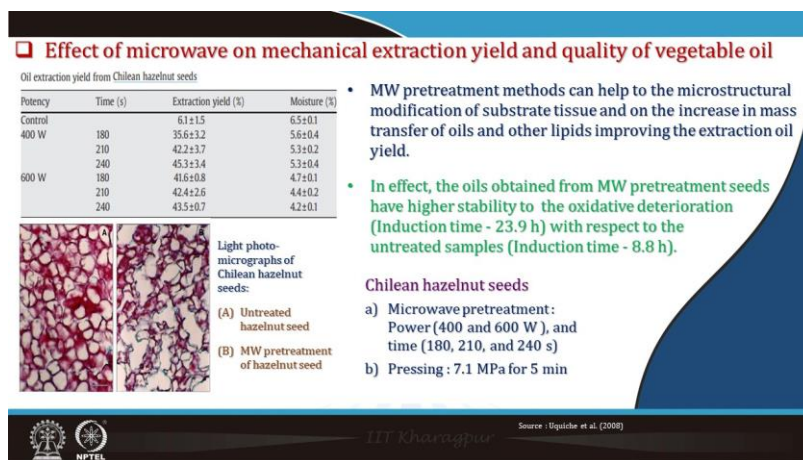 ❑ Effect of microwave on mechanical extraction yield and quality of vegetable oil
Oil extraction yield from Chilean hazelnut seeds
Potency Time (s) Extraction yield (%) Moisture (%)
Control 6.1±1.5 6.5±0.1
400 W 180 35.6±3.2 5.6±0.4
210 42.2±3.7 5.3±0.2
240 45.3±3.4 5.3±0.4
600 W 180 41.6±0.8 4.7±0.1
210 42.4±2.6 4.4±0.2
240 43.5±0.7 4.2±0.1
A
Light photo-
micrographs of
Chilean hazelnut
seeds:
(A) Untreated
hazelnut seed
(B) MW pretreatment
of hazelnut seed
• MW pretreatment methods can help to the microstructural
modification of substrate tissue and on the increase in mass
transfer of oils and other lipids improving the extraction oil
yield.
• In effect, the oils obtained from MW pretreatment seeds
have higher stability to the oxidative deterioration
(Induction time - 23.9 h) with respect to the
untreated samples (Induction time - 8.8 h).
Chilean hazelnut seeds
a) Microwave pretreatment :
Power (400 and 600 W ), and
time (180, 210, and 240 s)
b) Pressing : 7.1 MPa for 5 min
Source : Uquiche et al. (2008)
IIT Kharagpur
NPTEL